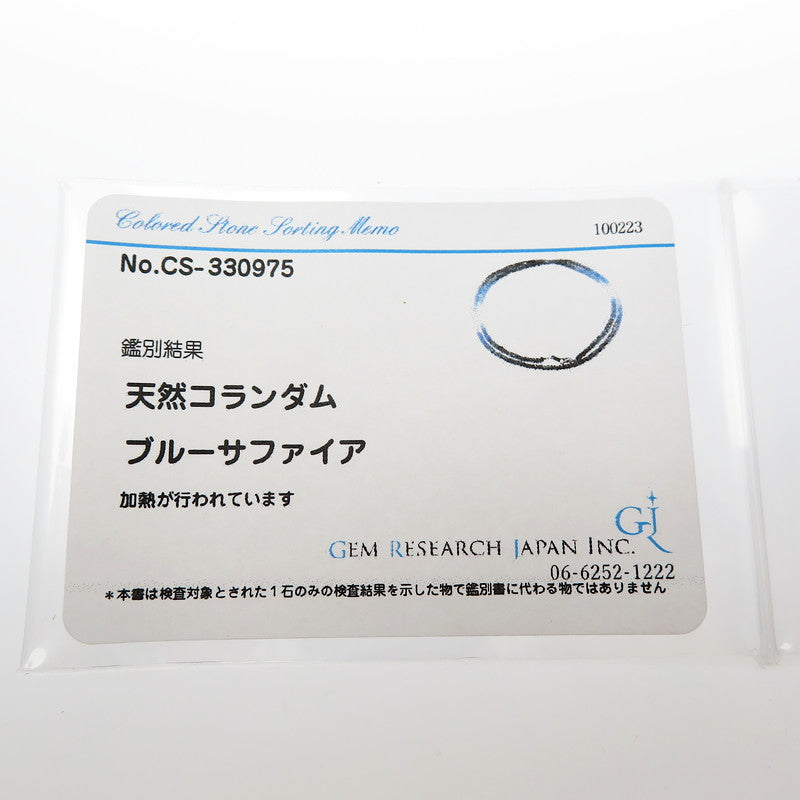 Colored Stone Sorting Memo
100223
No.CS-330975
鑑別結果
天然コランダム
ブルーサファイア
加熱が行われています
GJ
GEM RESEARCH JAPAN INC.
06-6252-1222
*本書は検査対象とされた1石のみの検査結果を示した物で鑑別書に代わる物ではありません